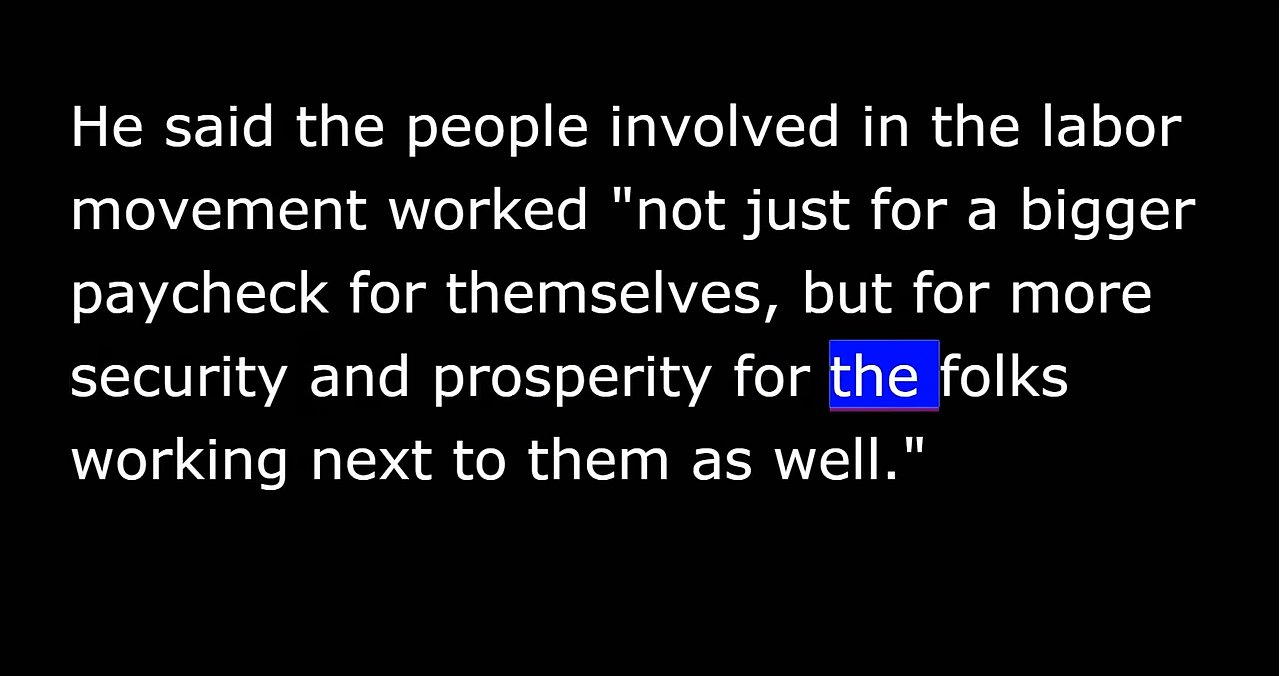 He said the people involved in the labor
movement worked "not just for a bigger
paycheck for themselves, but for more
security and prosperity for the folks
working next to them as well."